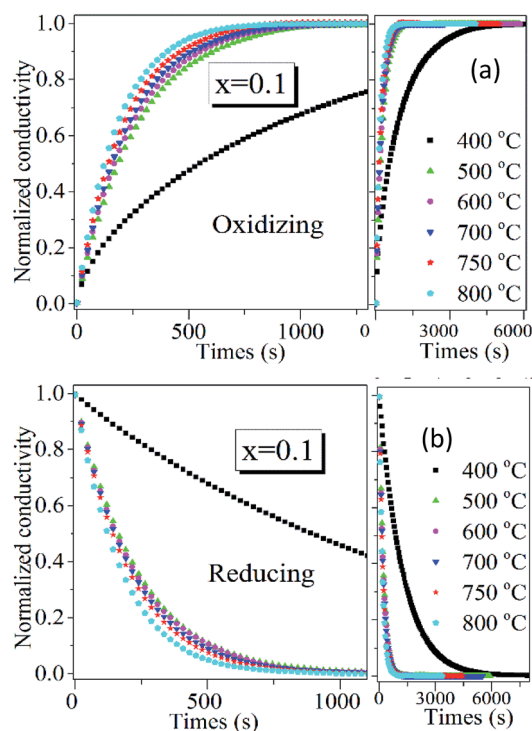 Normalized conductivity
1.0
0.8
0.6
0.4
0.2
0.0
x=0.1
Oxidizing
0 500 1000
Times (s)
(a)
400 °C
500 °C
600 °C
700 °C
750 °C
800 °C
0 3000 6000
Times (s)
Normalized conductivity
1.0
0.8
0.6
0.4
0.2
0.0
x=0.1
Reducing
0 500 1000
Times (s)
(b)
400 °C
500 °C
600 °C
700 °C
750 °C
800 °C
0 3000 6000
Times (s)